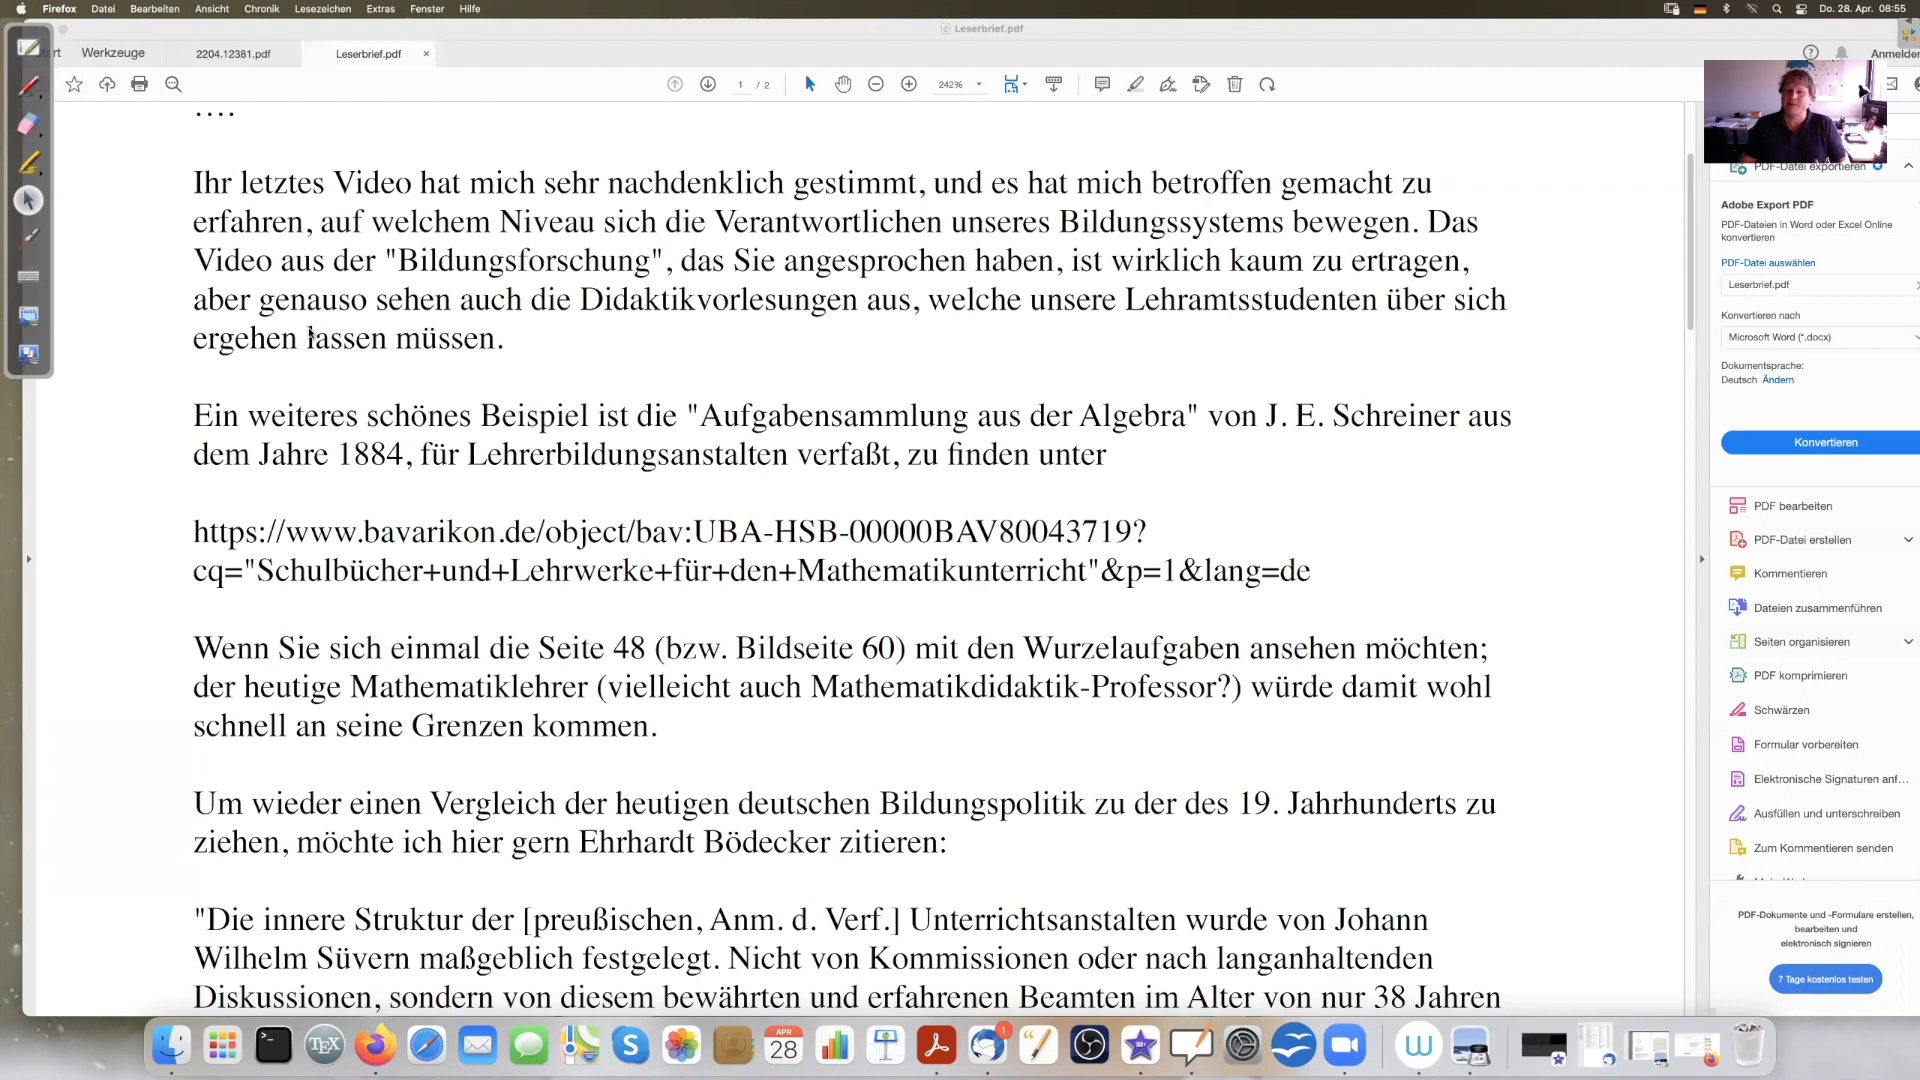 Firefox Datei Bearbeiten Ansicht Chronik Lesezeichen Extras Fenster Hilfe Do. 28. Apr. 08:55
Leserbrief.pdf
Werkzeuge 2204.12381.pdf Leserbrief.pdf × Anmelden
1 / 2 242%
....
Ihr letztes Video hat mich sehr nachdenklich gestimmt, und es hat mich betroffen gemacht zu
erfahren, auf welchem Niveau sich die Verantwortlichen unseres Bildungssystems bewegen. Das
Video aus der "Bildungsforschung", das Sie angesprochen haben, ist wirklich kaum zu ertragen,
aber genauso sehen auch die Didaktikvorlesungen aus, welche unsere Lehramtsstudenten über sich
ergehen lassen müssen.
Ein weiteres schönes Beispiel ist die "Aufgabensammlung aus der Algebra" von J. E. Schreiner aus
dem Jahre 1884, für Lehrerbildungsanstalten verfaßt, zu finden unter
https://www.bavarikon.de/object/bav:UBA-HSB-00000BAV80043719?
cq="Schulbücher+und+Lehrwerke+für+den+Mathematikunterricht"&p=1&lang=de
Wenn Sie sich einmal die Seite 48 (bzw. Bildseite 60) mit den Wurzelaufgaben ansehen möchten;
der heutige Mathematiklehrer (vielleicht auch Mathematikdidaktik-Professor?) würde damit wohl
schnell an seine Grenzen kommen.
Um wieder einen Vergleich der heutigen deutschen Bildungspolitik zu der des 19. Jahrhunderts zu
ziehen, möchte ich hier gern Ehrhardt Bödecker zitieren:
"Die innere Struktur der [preußischen, Anm. d. Verf.] Unterrichtsanstalten wurde von Johann
Wilhelm Süvern maßgeblich festgelegt. Nicht von Kommissionen oder nach langanhaltenden
Diskussionen, sondern von diesem bewährten und erfahrenen Beamten im Alter von nur 38 Jahren
PDF-Datei exportieren
Adobe Export PDF
PDF-Dateien in Word oder Excel Online
konvertieren
PDF-Datei auswählen
Leserbrief.pdf
Konvertieren nach
Microsoft Word (*.docx)
Dokumentsprache:
Deutsch Ändern
Konvertieren
PDF bearbeiten
PDF-Datei erstellen
Kommentieren
Dateien zusammenführen
Seiten organisieren
PDF komprimieren
Schwärzen
Formular vorbereiten
Elektronische Signaturen anf...
Ausfüllen und unterschreiben
Zum Kommentieren senden
PDF-Dokumente und -Formulare erstellen,
bearbeiten und
elektronisch signieren
7 Tage kostenlos testen
TEX
APR
28
1